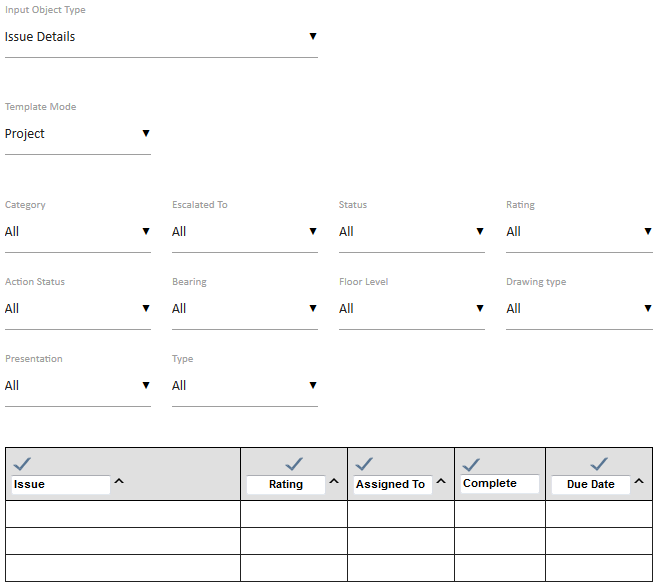 Input Object Type
Issue Details
Template Mode
Project
Category Escalated To Status Rating
All All All All
Action Status Bearing Floor Level Drawing type
All All All All
Presentation Type
All All
Issue Rating Assigned To Complete Due Date